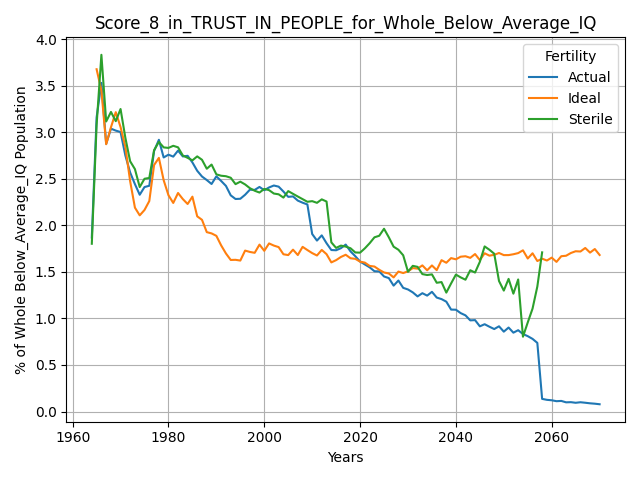 Score_8_in_TRUST_IN_PEOPLE_for_Whole_Below_Average_IQ
Fertility
Actual
Ideal
Sterile
% of Whole Below_Average_IQ Population
4.0
3.5
3.0
2.5
2.0
1.5
1.0
0.5
0.0
1960 1980 2000 2020 2040 2060
Years